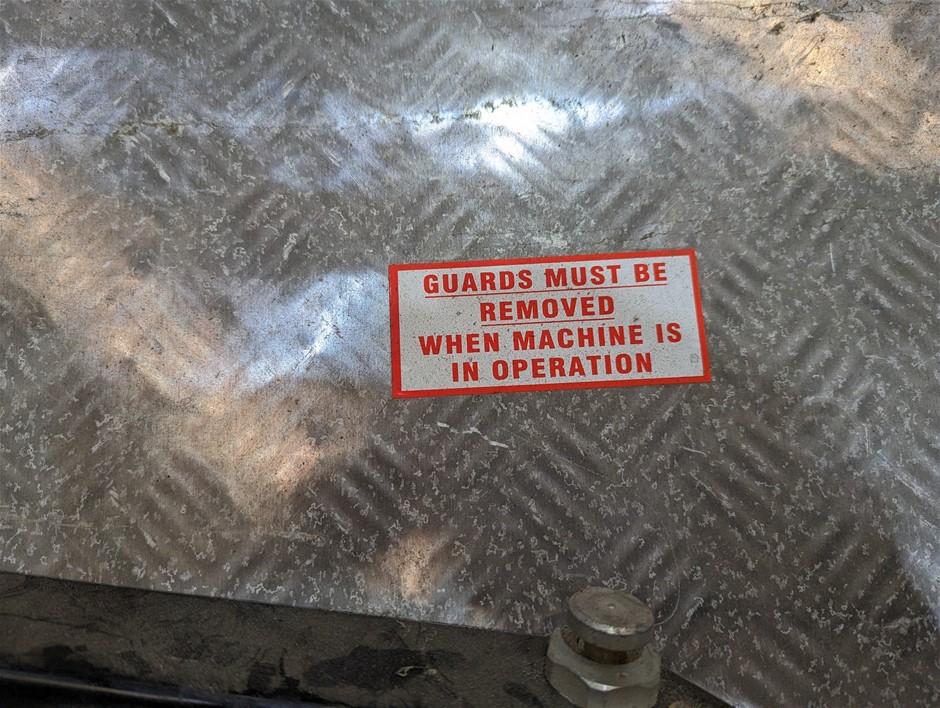 GUARDS MUST BE
REMOVED
WHEN MACHINE IS
IN OPERATION